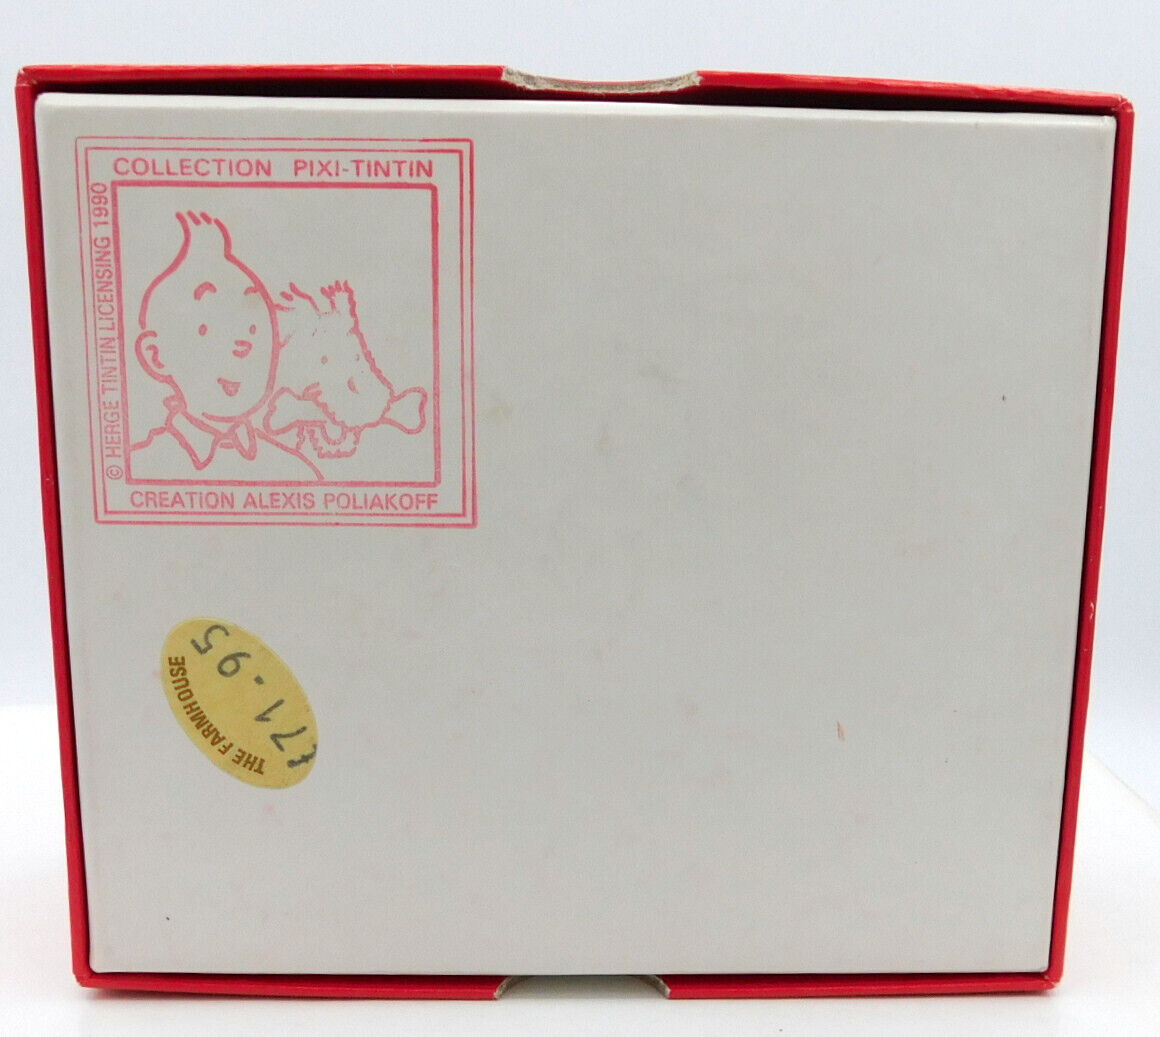 COLLECTION PIXI-TINTIN
© HERGE TINTIN LICENSING 1990
CREATION ALEXIS POLIAKOFF
THE FARMHOUSE
£71.95